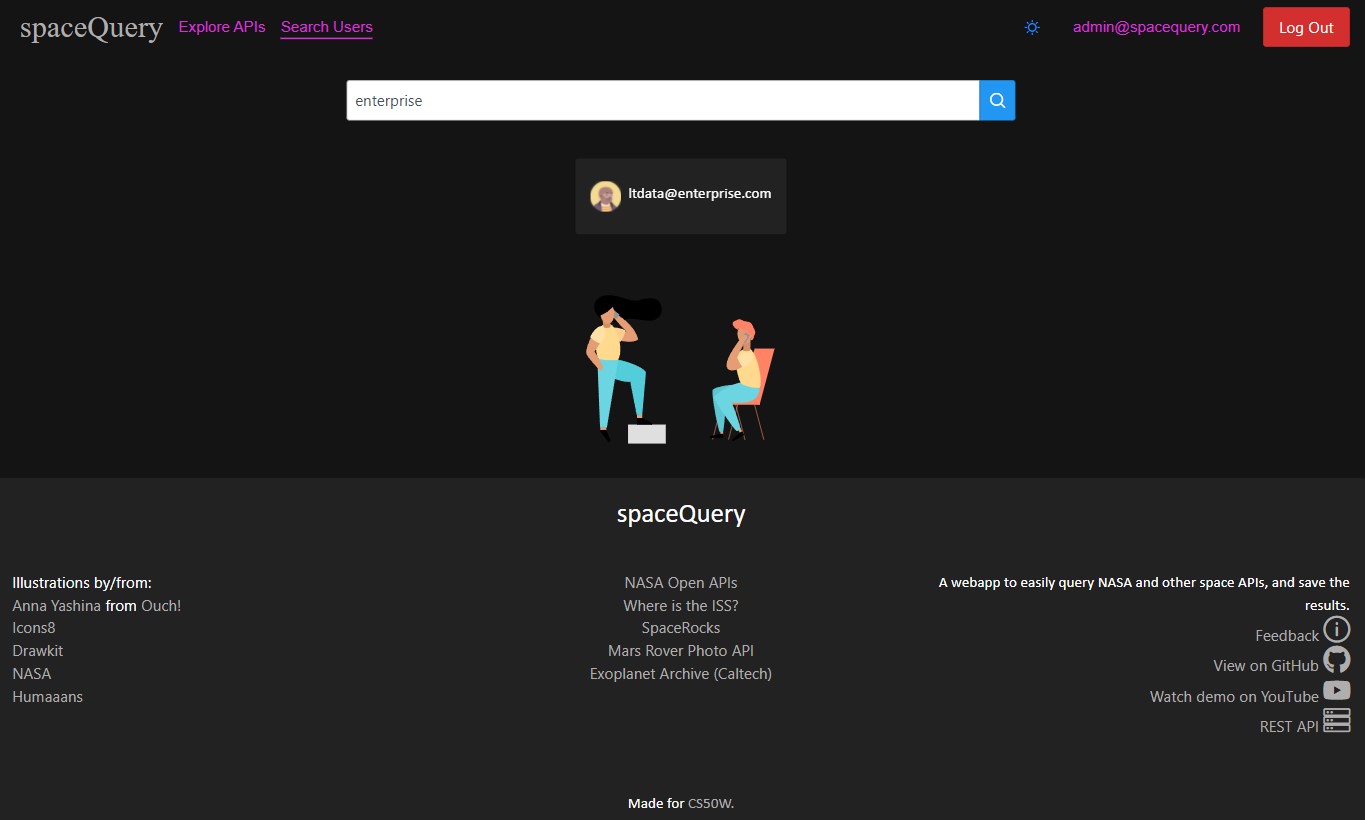 spaceQuery Explore APIs Search Users admin@spacequery.com Log Out
enterprise
ltdata@enterprise.com
spaceQuery
Illustrations by/from:
Anna Yashina from Ouch!
Icons8
Drawkit
NASA
Humaaans
NASA Open APIs
Where is the ISS?
SpaceRocks
Mars Rover Photo API
Exoplanet Archive (Caltech)
A webapp to easily query NASA and other space APIs, and save the
results.
Feedback
View on GitHub
Watch demo on YouTube
REST API
Made for CS50W.